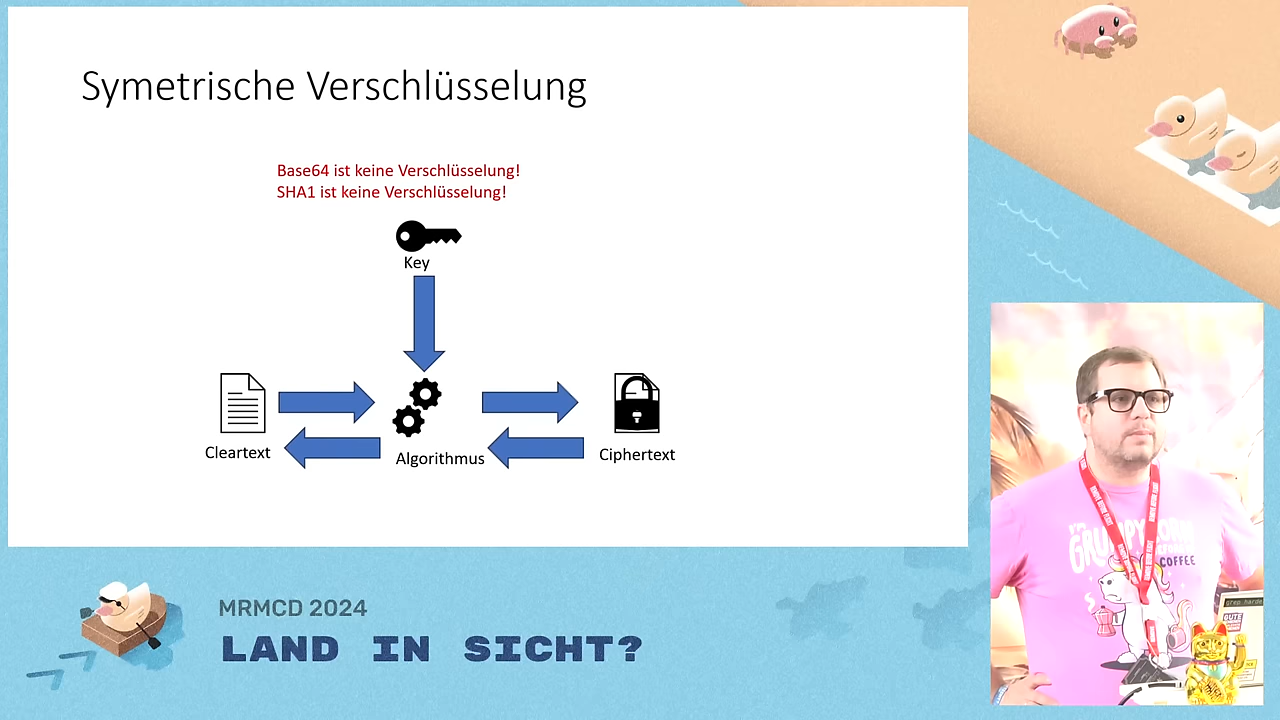 Symetrische Verschlüsselung
Base64 ist keine Verschlüsselung!
SHA1 ist keine Verschlüsselung!
Key
Cleartext
Algorithmus
Ciphertext
MRMCD 2024
LAND IN SICHT?
COFFEE